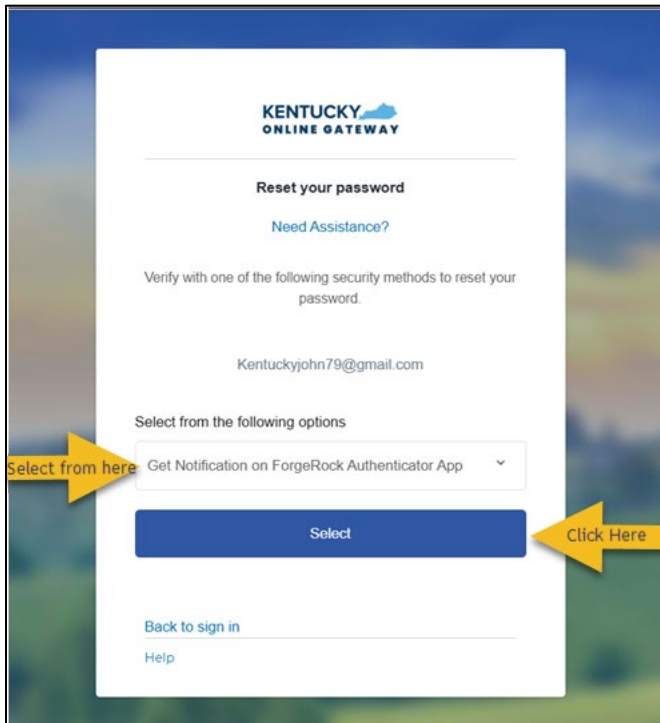 KENTUCKY
ONLINE GATEWAY
Reset your password
Need Assistance?
Verify with one of the following security methods to reset your
password.
Kentuckyjohn79@gmail.com
Select from the following options
Select from here
Get Notification on ForgeRock Authenticator App
Select
Click Here
Back to sign in
Help